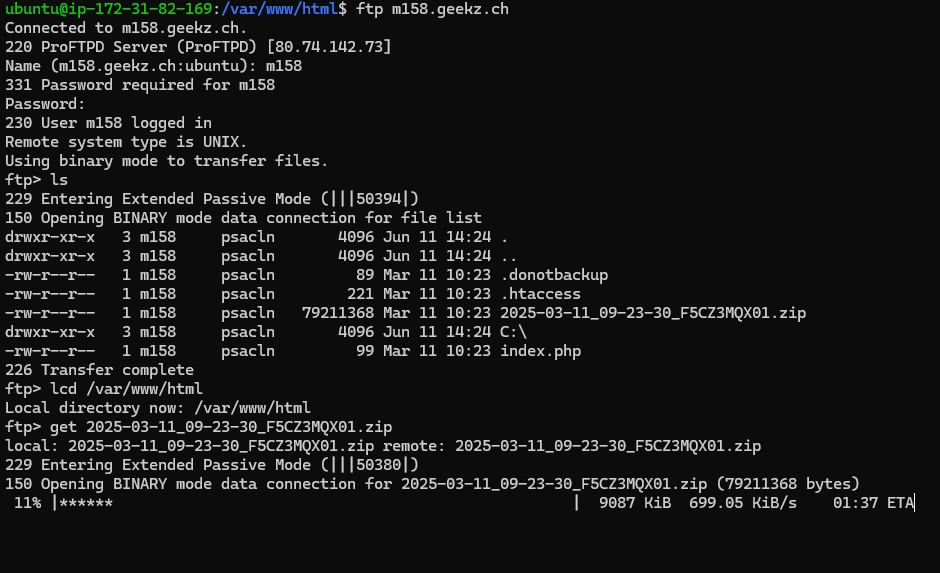 ubuntu@ip-172-31-82-169:/var/www/html$ ftp m158.geekz.ch
Connected to m158.geekz.ch.
220 ProFTPD Server (ProFTPD) [80.74.142.73]
Name (m158.geekz.ch:ubuntu): m158
331 Password required for m158
Password:
230 User m158 logged in
Remote system type is UNIX.
Using binary mode to transfer files.
ftp> ls
229 Entering Extended Passive Mode (|||50394|)
150 Opening BINARY mode data connection for file list
drwxr-xr-x   3 m158     psacln       4096 Jun 11 14:24 .
drwxr-xr-x   3 m158     psacln       4096 Jun 11 14:24 ..
-rw-r--r--   1 m158     psacln         89 Mar 11 10:23 .donotbackup
-rw-r--r--   1 m158     psacln        221 Mar 11 10:23 .htaccess
-rw-r--r--   1 m158     psacln   79211368 Mar 11 10:23 2025-03-11_09-23-30_F5CZ3MQX01.zip
drwxr-xr-x   3 m158     psacln       4096 Jun 11 14:24 C:\
-rw-r--r--   1 m158     psacln         99 Mar 11 10:23 index.php
226 Transfer complete
ftp> lcd /var/www/html
Local directory now: /var/www/html
ftp> get 2025-03-11_09-23-30_F5CZ3MQX01.zip
local: 2025-03-11_09-23-30_F5CZ3MQX01.zip remote: 2025-03-11_09-23-30_F5CZ3MQX01.zip
229 Entering Extended Passive Mode (|||50380|)
150 Opening BINARY mode data connection for 2025-03-11_09-23-30_F5CZ3MQX01.zip (79211368 bytes)
 11% |******                                                   |  9087 KiB  699.05 KiB/s    01:37 ETA